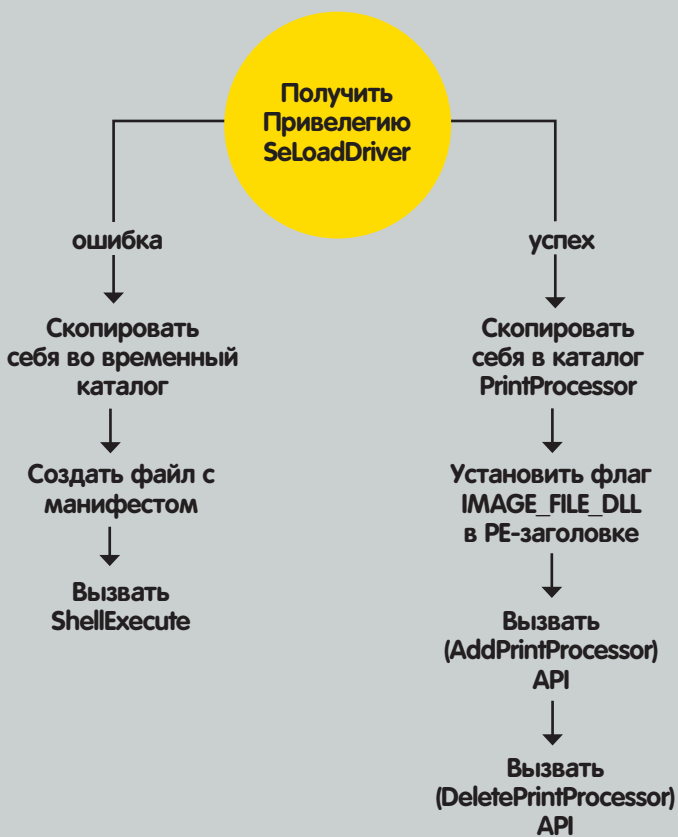 Получить
Привелегию
SeLoadDriver
ошибка
Скопировать
себя во временный
каталог
Создать файл с
манифестом
Вызвать
ShellExecute
успех
Скопировать
себя в каталог
PrintProcessor
Установить флаг
IMAGE_FILE_DLL
в PE-заголовке
Вызвать
(AddPrintProcessor)
API
Вызвать
(DeletePrintProcessor)
API